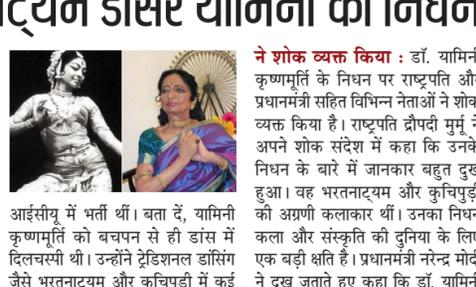 ट्यम डांसर यामिनी का निधन
आईसीयू में भर्ती थीं। बता दें, यामिनी
कृष्णमूर्ति को बचपन से ही डांस में
दिलचस्पी थी। उन्होंने ट्रेडिशनल डांसिंग
जैसे भरतनाट्यम और कुचिपुड़ी में कई
ने शोक व्यक्त किया : डॉ. यामिनी
कृष्णमूर्ति के निधन पर राष्ट्रपति और
प्रधानमंत्री सहित विभिन्न नेताओं ने शोक
व्यक्त किया है। राष्ट्रपति द्रौपदी मुर्मू ने
अपने शोक संदेश में कहा कि उनके
निधन के बारे में जानकार बहुत दुख
हुआ। वह भरतनाट्यम और कुचिपुड़ी
की अग्रणी कलाकार थीं। उनका निधन
कला और संस्कृति की दुनिया के लिए
एक बड़ी क्षति है। प्रधानमंत्री नरेन्द्र मोदी
ने दुख जताते हुए कहा कि डॉ. यामिनी